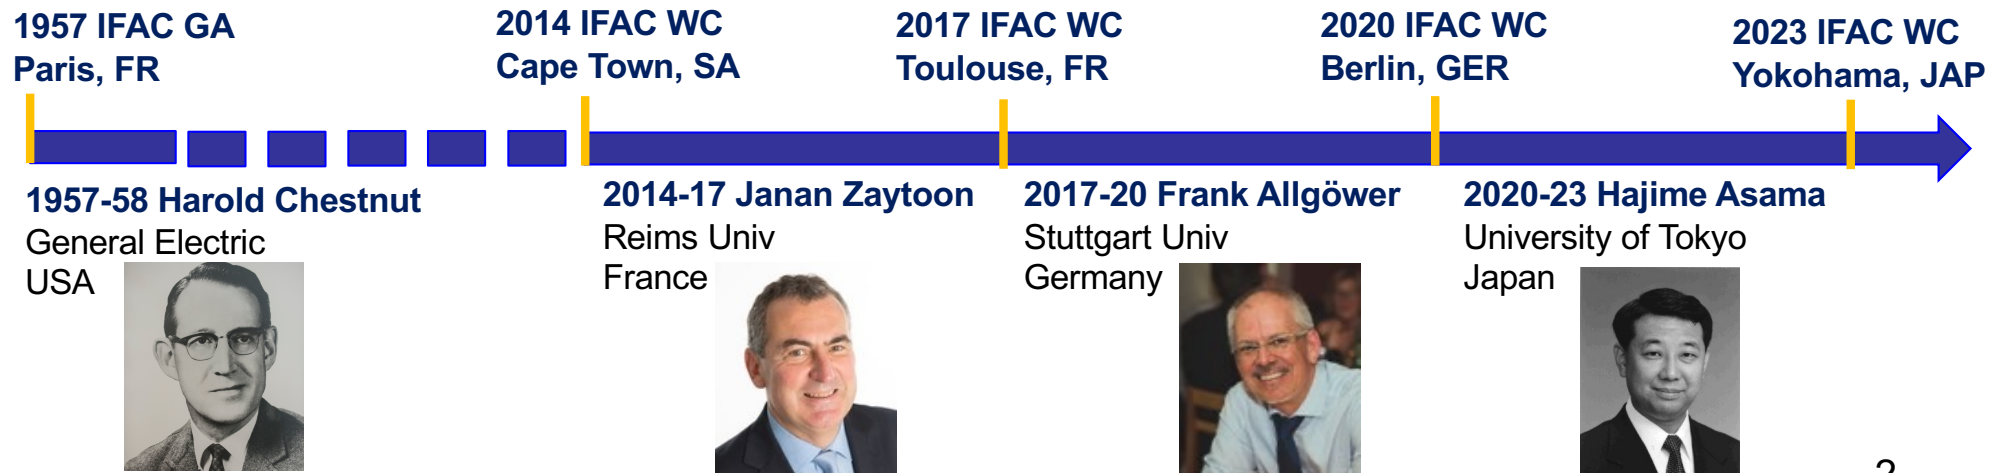 1957 IFAC GA
Paris, FR
2014 IFAC WC
Cape Town, SA
2017 IFAC WC
Toulouse, FR
2020 IFAC WC
Berlin, GER
2023 IFAC WC
Yokohama, JAP
1957-58 Harold Chestnut
General Electric
USA
2014-17 Janan Zaytoon
Reims Univ
France
2017-20 Frank Allgöwer
Stuttgart Univ
Germany
2020-23 Hajime Asama
University of Tokyo
Japan